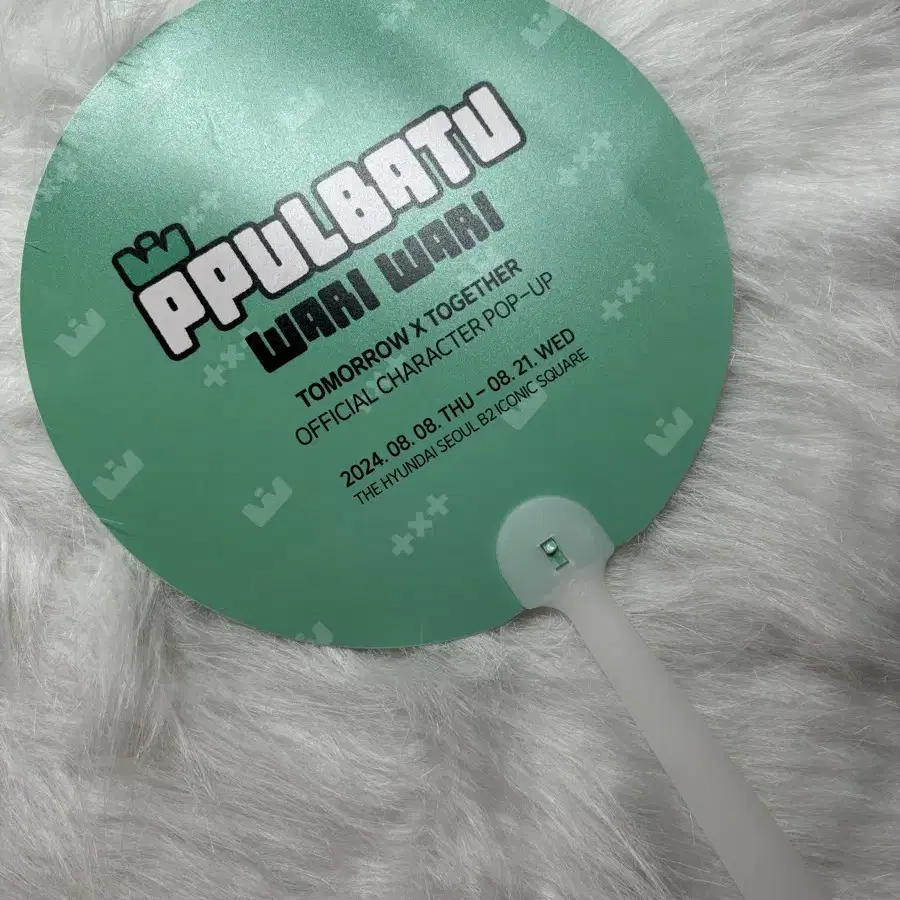 PPULBATU
WARI WARI
TOMORROW X TOGETHER
OFFICIAL CHARACTER POP-UP
2024. 08. 08. THU – 08. 21. WED
THE HYUNDAI SEOUL B2 ICONIC SQUARE